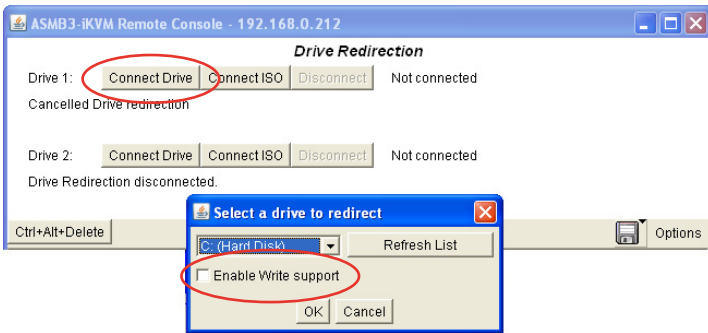 ASMB3-iKVM Remote Console - 192.168.0.212
Drive Redirection
Drive 1: Connect Drive Connect ISO Disconnect Not connected
Cancelled Drive redirection
Drive 2: Connect Drive Connect ISO Disconnect Not connected
Drive Redirection disconnected.
Select a drive to redirect
Ctrl+Alt+Delete Options
C: (Hard Disk) Refresh List
Enable Write support
OK Cancel